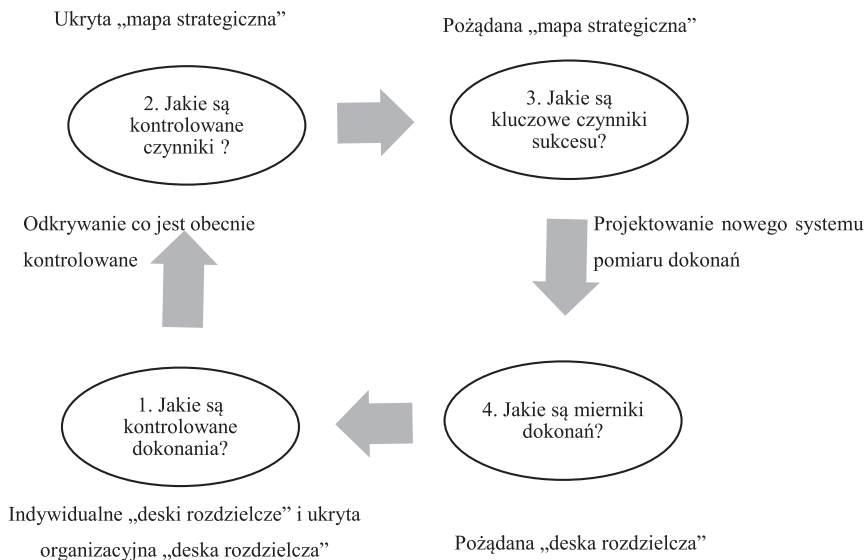 Ukryta „mapa strategiczna”
Pożądana „mapa strategiczna”
2. Jakie są
kontrolowane
czynniki ?
3. Jakie są
kluczowe czynniki
sukcesu?
Odkrywanie co jest obecnie
kontrolowane
Projektowanie nowego systemu
pomiaru dokonań
1. Jakie są
kontrolowane
dokonania?
4. Jakie są mierniki
dokonań?
Indywidualne „deski rozdzielcze” i ukryta
organizacyjna „deska rozdzielcza”
Pożądana „deska rozdzielcza”